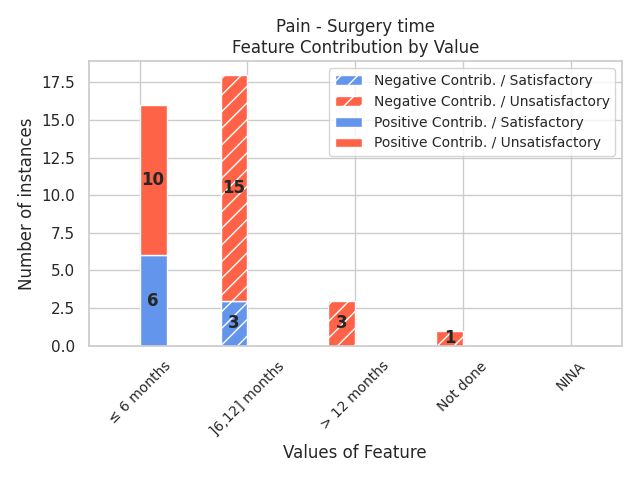 Pain - Surgery time
Feature Contribution by Value
Negative Contrib. / Satisfactory
Negative Contrib. / Unsatisfactory
Positive Contrib. / Satisfactory
Positive Contrib. / Unsatisfactory
Number of instances
17.5
15.0
12.5
10.0
7.5
5.0
2.5
0.0
10
6
15
3
3
1
≤ 6 months
]6,12] months
> 12 months
Not done
NINA
Values of Feature